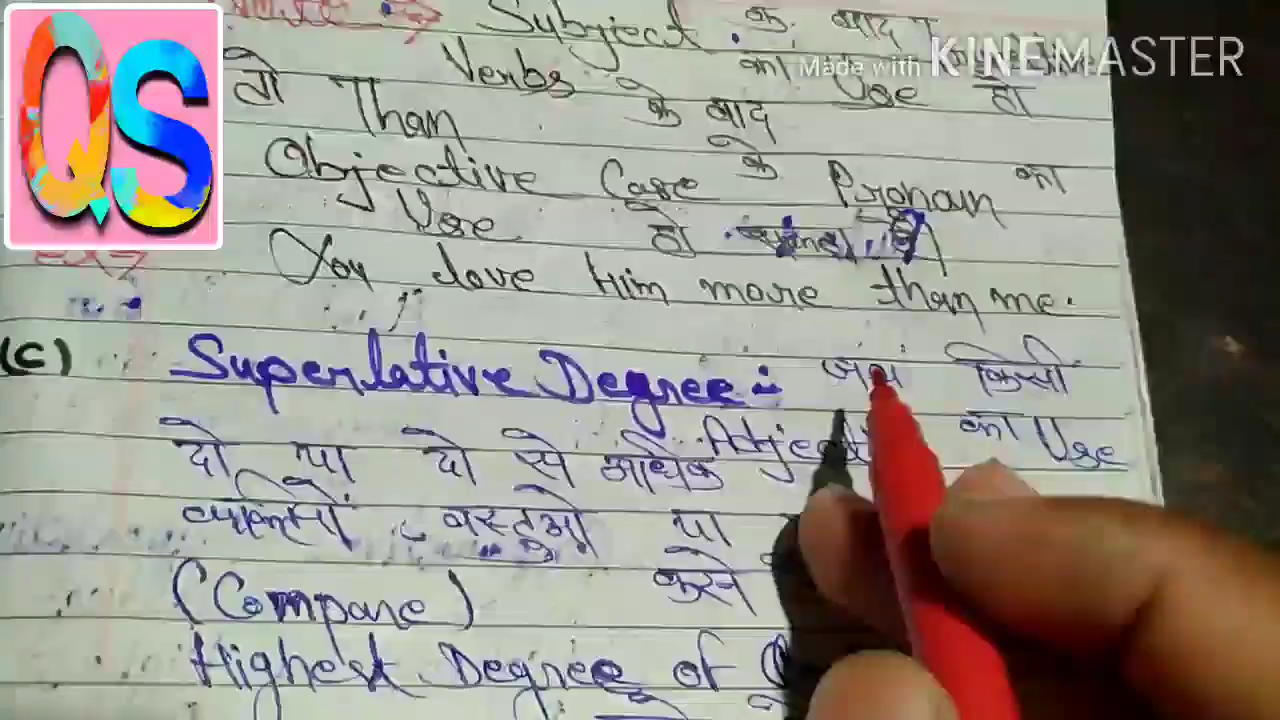 QS
Subject के बाद
Made with KINEMASTER
Verbs का Use हो
तो Than के बाद
Objective Case के Pronoun का
Use हो
You love Him more than me.
(C) Superlative Degree :- जब किसी
Adject का Use
दो या दो से अधिक
व्यक्तियों, वस्तुओं या
(Compare) करने
Highest Degree of